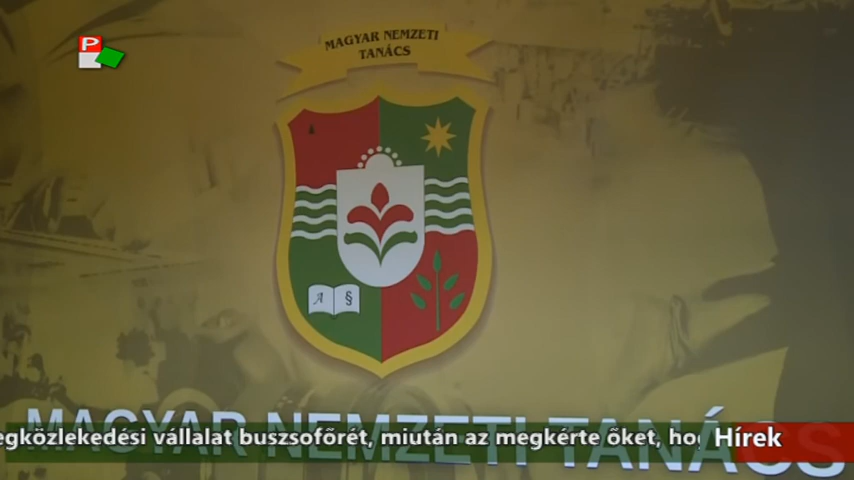 P
MAGYAR NEMZETI
TANÁCS
A §
MAGYAR NEMZETI TANÁCS
egközlekedési vállalat buszsofőrét, miután az megkérte őket, hog
Hírek